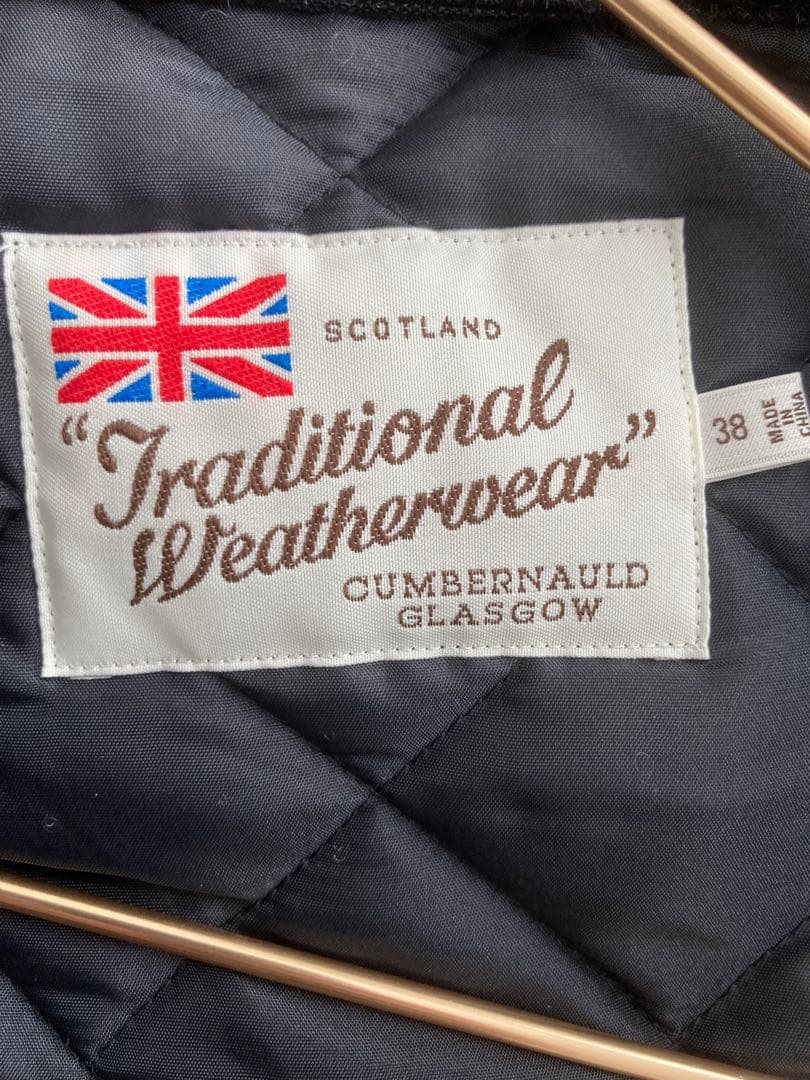 SCOTLAND
"Traditional
Weatherwear"
CUMBERNAULD
GLASGOW
38
MADE
IN
CHINA